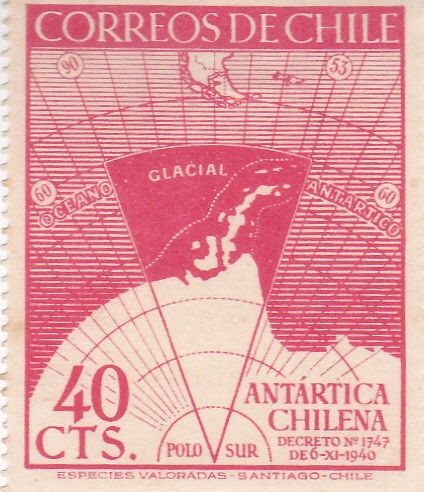 CORREOS DE CHILE
90
53
GLACIAL
60
OCEANO
ANTARTICO
60
40
CTS.
ANTÁRTICA
CHILENA
DECRETO Nº 1747
DE 6-XI-1940
POLO SUR
ESPECIES VALORADAS - SANTIAGO - CHILE